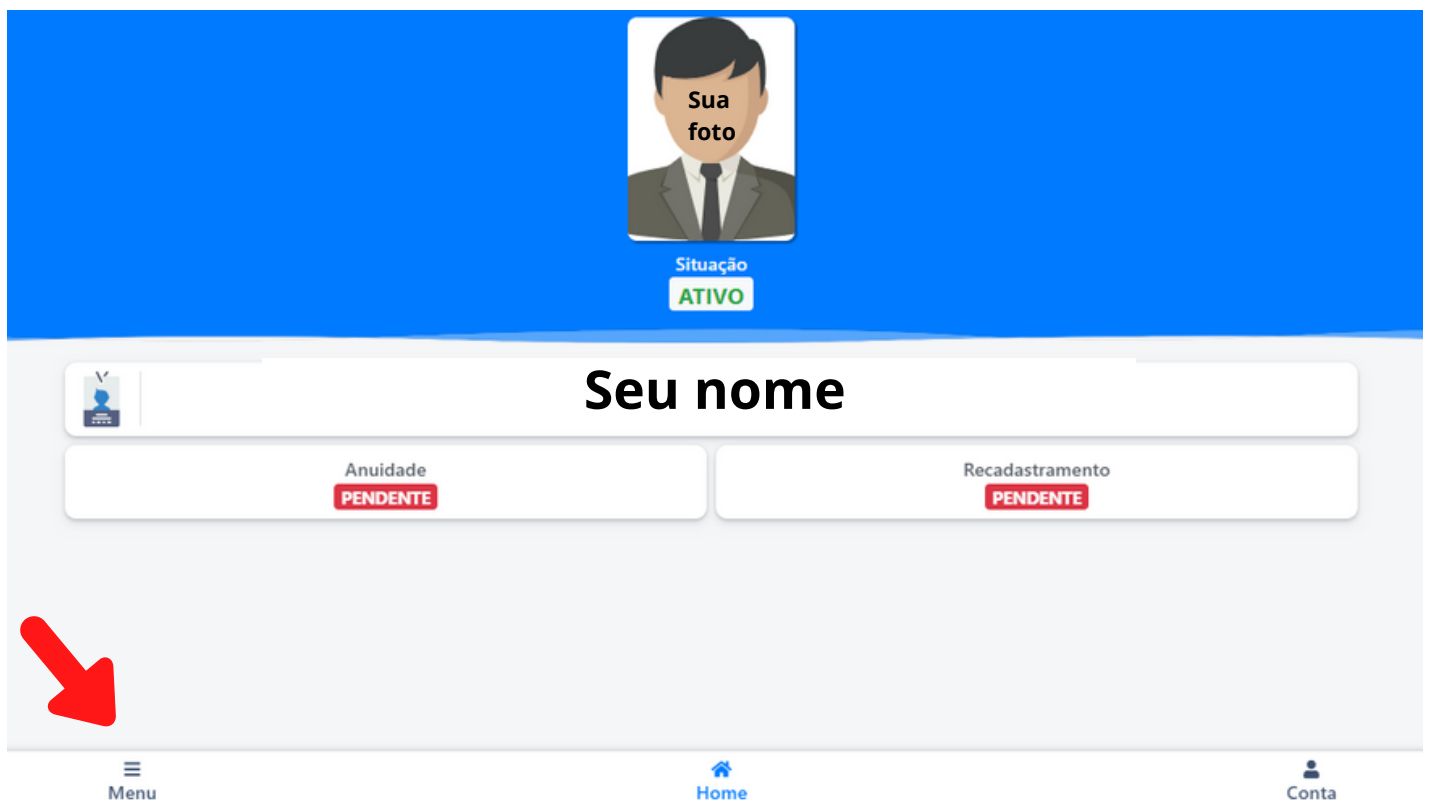 Sua
foto
Situação
ATIVO
Seu nome
Anuidade
PENDENTE
Recadastramento
PENDENTE
Menu
Home
Conta